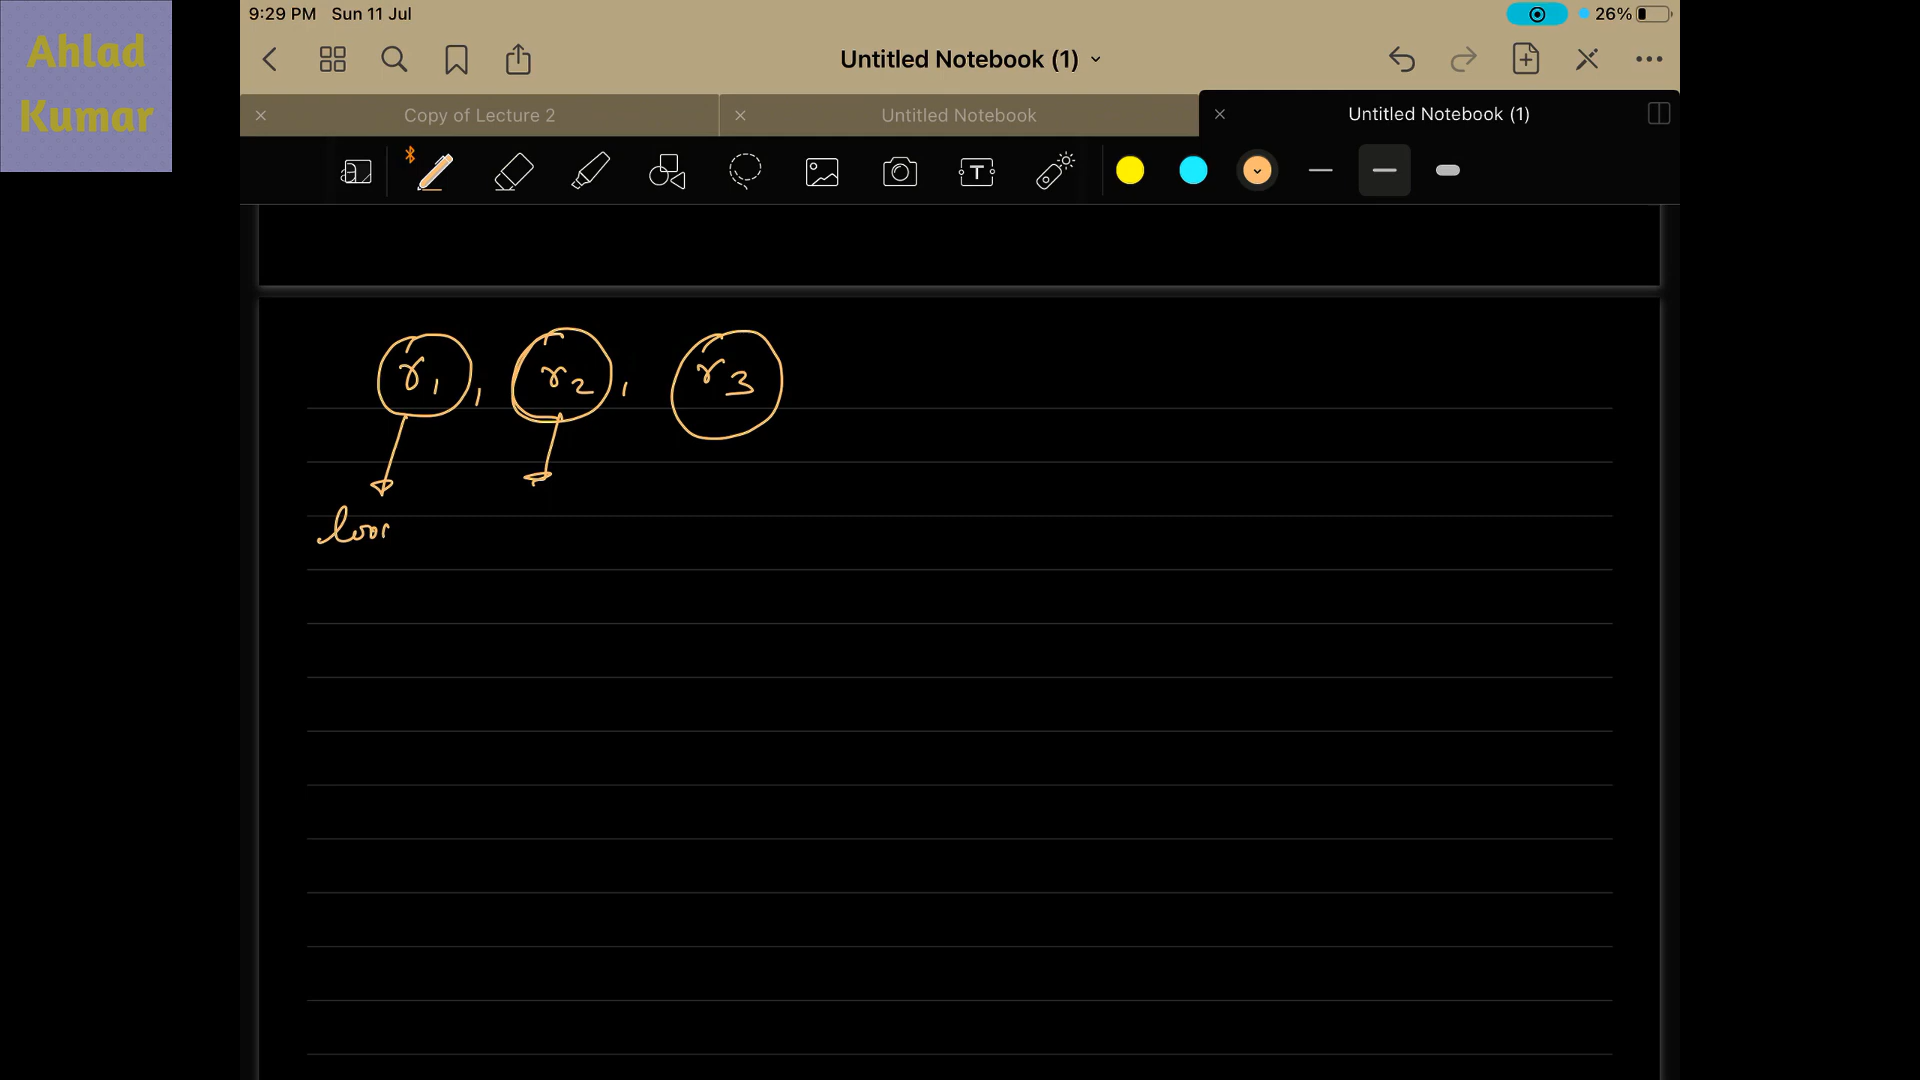 Ahlad
Kumar
9:29 PM Sun 11 Jul
26%
Untitled Notebook (1)
Copy of Lecture 2
Untitled Notebook
Untitled Notebook (1)
T
r1, r2, r3